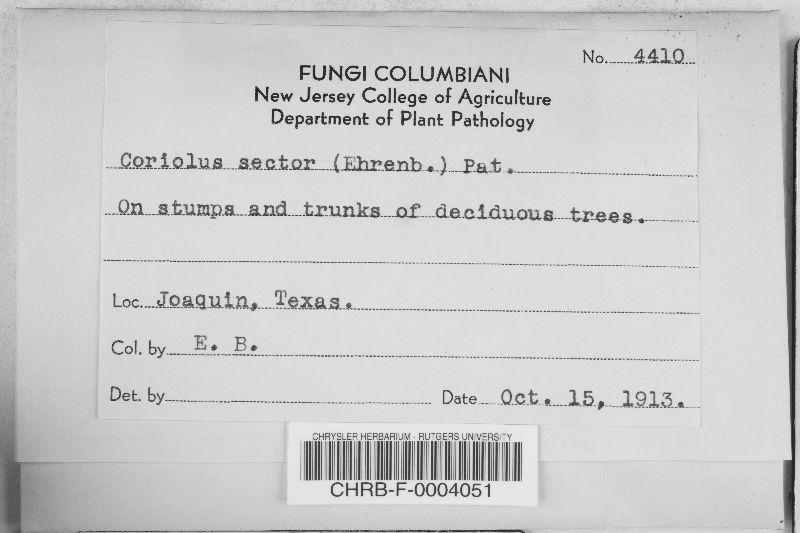 No. 4410
FUNGI COLUMBIANI
New Jersey College of Agriculture
Department of Plant Pathology
Coriolus sector (Ehrenb.) Pat.
On stumps and trunks of deciduous trees.
Loc. Joaquin, Texas.
Col. by E. B.
Det. by
Date Oct. 15, 1913.
CHRYSLER HERBARIUM - RUTGERS UNIVERSITY
CHRB-F-0004051